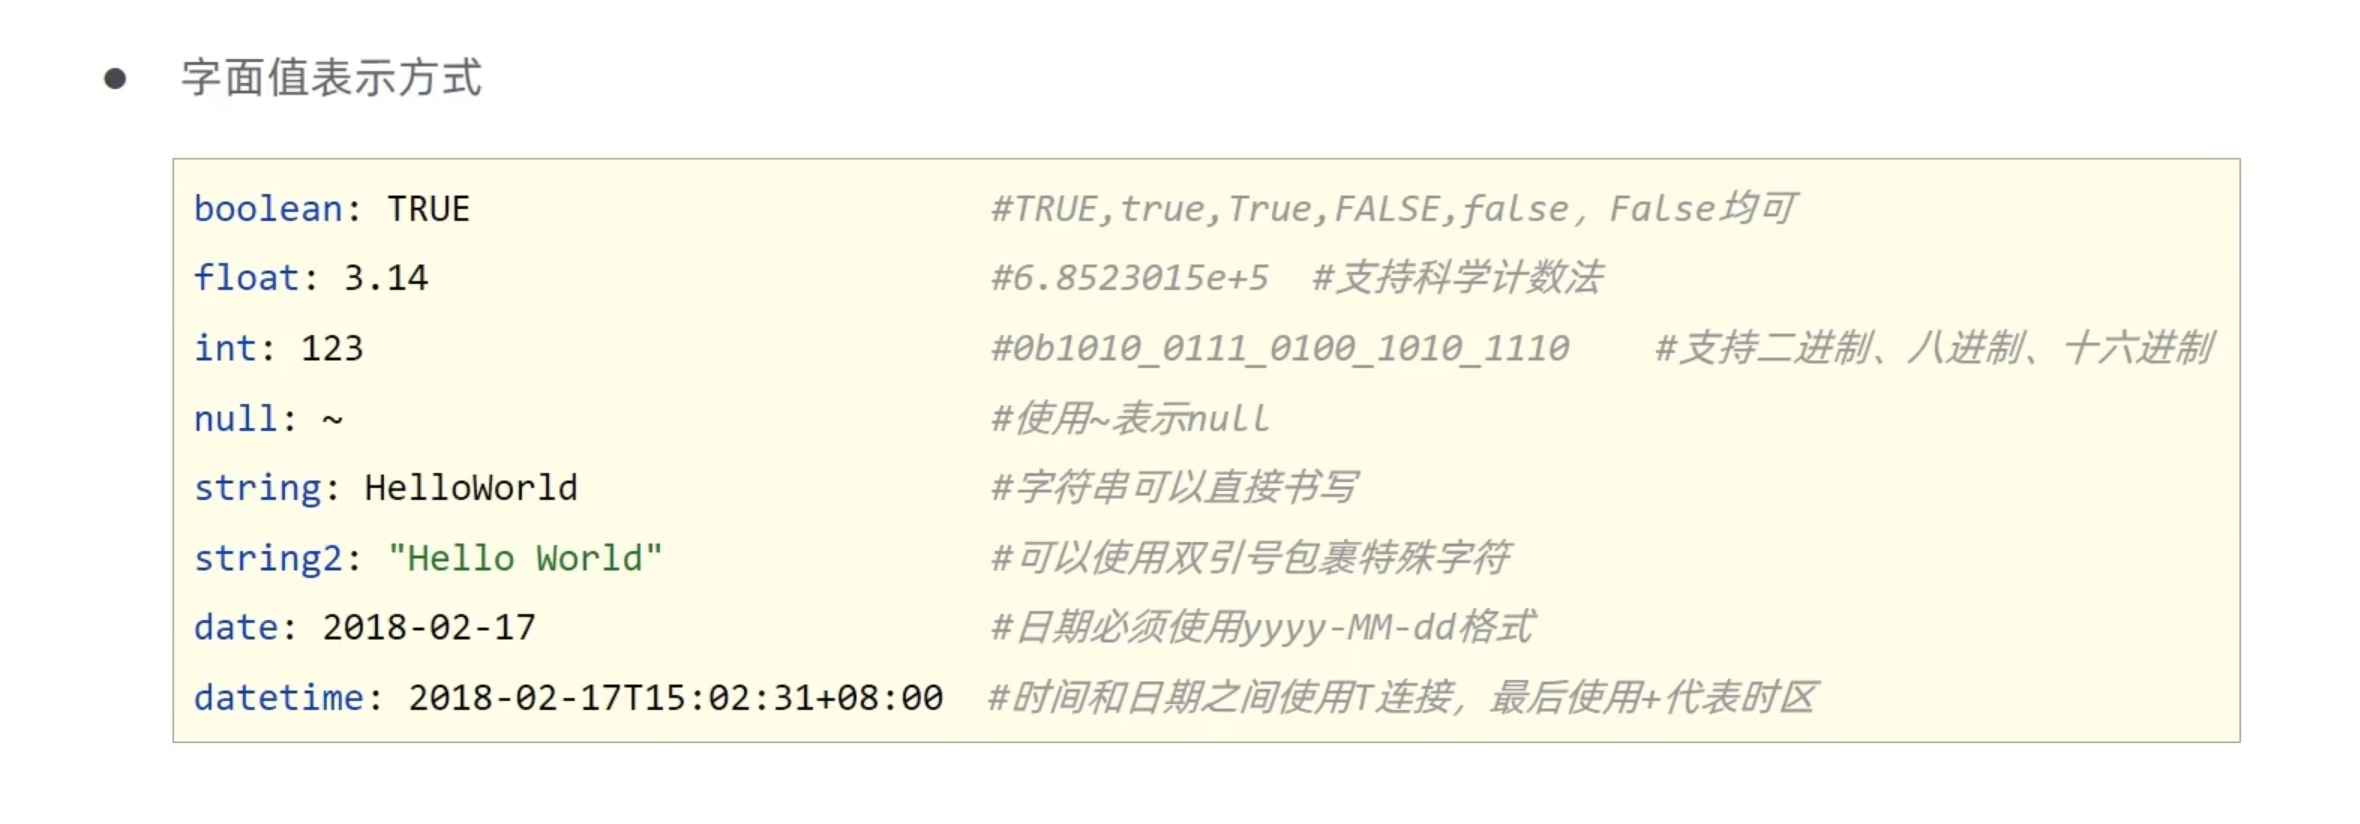 ● 字面值表示方式
boolean: TRUE #TRUE,true,True,FALSE,false, False均可
float: 3.14 #6.8523015e+5 #支持科学计数法
int: 123 #0b1010_0111_0100_1010_1110 #支持二进制、八进制、十六进制
null: ~ #使用~表示null
string: HelloWorld #字符串可以直接书写
string2: "Hello World" #可以使用双引号包裹特殊字符
date: 2018-02-17 #日期必须使用yyyy-MM-dd格式
datetime: 2018-02-17T15:02:31+08:00 #时间和日期之间使用T连接，最后使用+代表时区